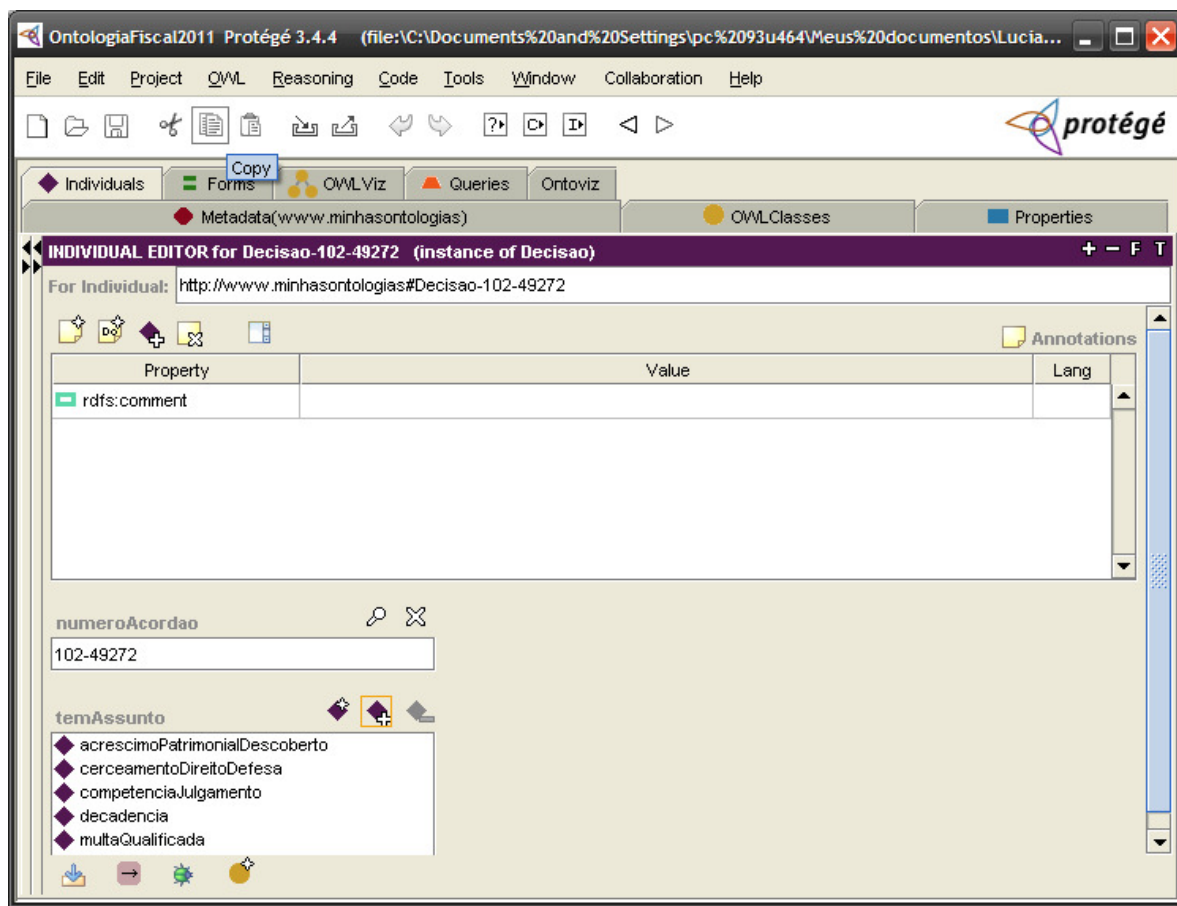 OntologiaFiscal2011 Protégé 3.4.4 (file:\C:\Documents%20and%20Settings\pc%2093u464\Meus%20documentos\Lucia...
File Edit Project OWL Reasoning Code Tools Window Collaboration Help
protégé
Copy
Individuals Forms OWLViz Queries Ontoviz
Metadata(www.minhasontologias) OWLClasses Properties
INDIVIDUAL EDITOR for Decisao-102-49272 (instance of Decisao) + − F T
For Individual: http://www.minhasontologias#Decisao-102-49272
Annotations
Property Value Lang
rdfs:comment
numeroAcordao
102-49272
temAssunto
acrescimoPatrimonialDescoberto
cerceamentoDireitoDefesa
competenciaJulgamento
decadencia
multaQualificada